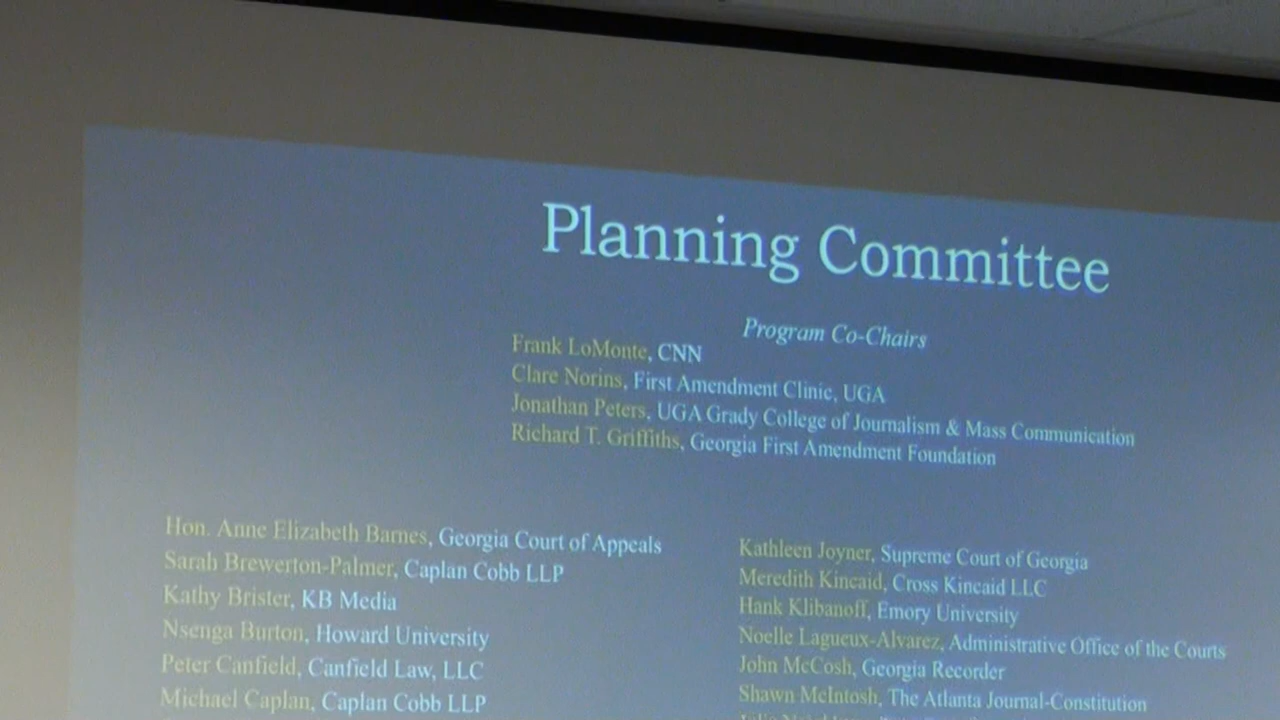 Planning Committee
Program Co-Chairs
Frank LoMonte, CNN
Clare Norins, First Amendment Clinic, UGA
Jonathan Peters, UGA Grady College of Journalism & Mass Communication
Richard T. Griffiths, Georgia First Amendment Foundation
Hon. Anne Elizabeth Barnes, Georgia Court of Appeals
Sarah Brewerton-Palmer, Caplan Cobb LLP
Kathy Brister, KB Media
Nsenga Burton, Howard University
Peter Canfield, Canfield Law, LLC
Michael Caplan, Caplan Cobb LLP
Kathleen Joyner, Supreme Court of Georgia
Meredith Kincaid, Cross Kincaid LLC
Hank Klibanoff, Emory University
Noelle Lagueux-Alvarez, Administrative Office of the Courts
John McCosh, Georgia Recorder
Shawn McIntosh, The Atlanta Journal-Constitution